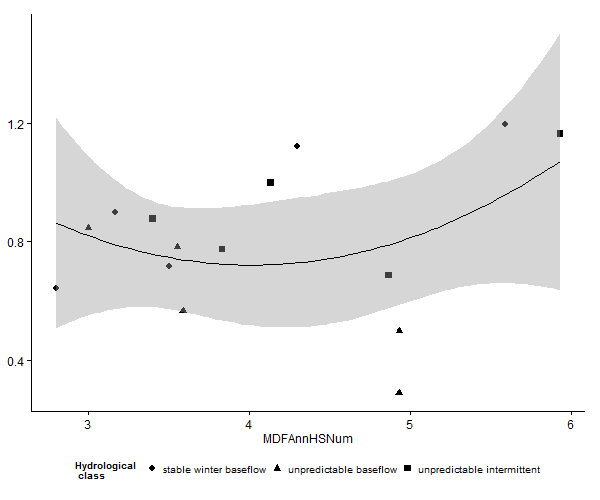 1.2
0.8
0.4
3 4 5 6
MDFAnnHSNum
Hydrological
class
stable winter baseflow unpredictable baseflow unpredictable intermittent